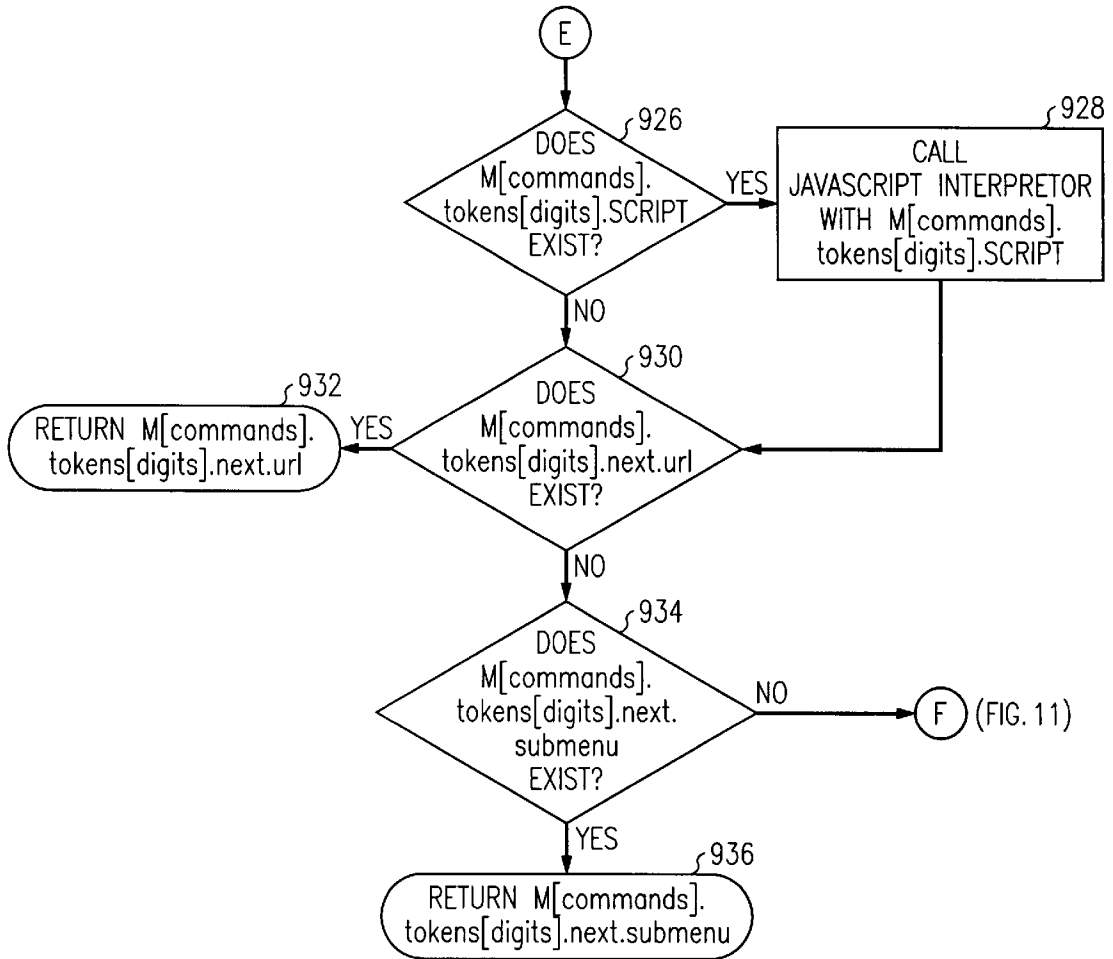 E
926
DOES
M[commands].
tokens[digits].SCRIPT
EXIST?
YES
928
CALL
JAVASCRIPT INTERPRETOR
WITH M[commands].
tokens[digits].SCRIPT
NO
930
DOES
M[commands].
tokens[digits].next.url
EXIST?
YES
932
RETURN M[commands].
tokens[digits].next.url
NO
934
DOES
M[commands].
tokens[digits].next.
submenu
EXIST?
NO
F (FIG. 11)
YES
936
RETURN M[commands].
tokens[digits].next.submenu